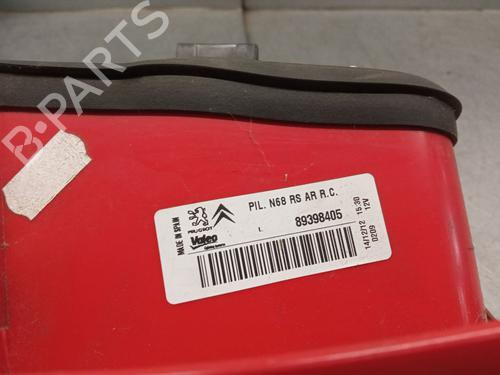 B-PARTS
MADE IN SPAIN
PEUGEOT
Valeo
PIL. N68 RS AR R.C.
L
89398405
14/12/12 15:30
0209 12V